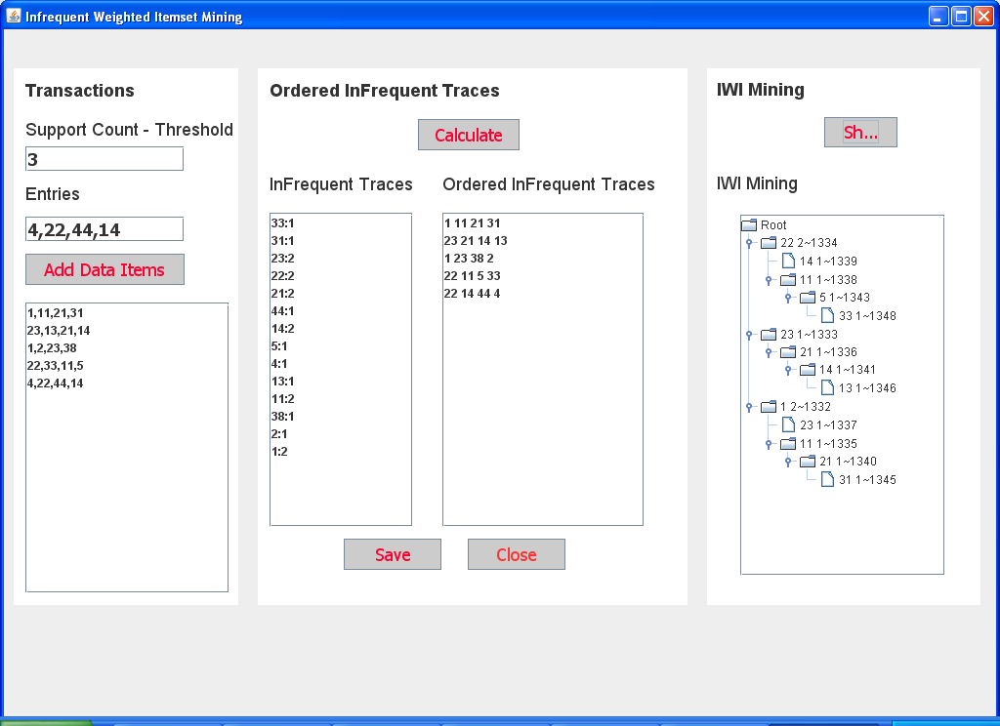 Infrequent Weighted Itemset Mining
Transactions
Support Count - Threshold
3
Entries
4,22,44,14
Add Data Items
1,11,21,31
23,13,21,14
1,2,23,38
22,33,11,5
4,22,44,14
Ordered InFrequent Traces
Calculate
InFrequent Traces
33:1
31:1
23:2
22:2
21:2
44:1
14:2
5:1
4:1
13:1
11:2
38:1
2:1
1:2
Ordered InFrequent Traces
1 11 21 31
23 21 14 13
1 23 38 2
22 11 5 33
22 14 44 4
Save
Close
IWI Mining
Sh...
IWI Mining
Root
22 2~1334
14 1~1339
11 1~1338
5 1~1343
33 1~1348
23 1~1333
21 1~1336
14 1~1341
13 1~1346
1 2~1332
23 1~1337
11 1~1335
21 1~1340
31 1~1345